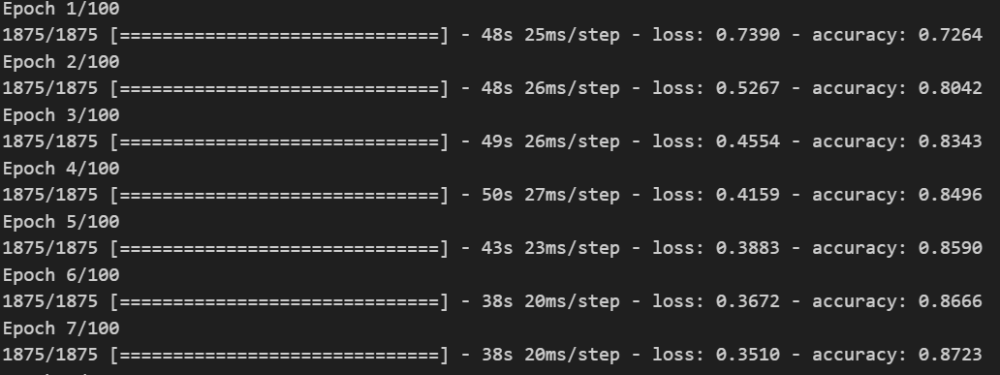 Epoch 1/100
1875/1875 [==============================] - 48s 25ms/step - loss: 0.7390 - accuracy: 0.7264
Epoch 2/100
1875/1875 [==============================] - 48s 26ms/step - loss: 0.5267 - accuracy: 0.8042
Epoch 3/100
1875/1875 [==============================] - 49s 26ms/step - loss: 0.4554 - accuracy: 0.8343
Epoch 4/100
1875/1875 [==============================] - 50s 27ms/step - loss: 0.4159 - accuracy: 0.8496
Epoch 5/100
1875/1875 [==============================] - 43s 23ms/step - loss: 0.3883 - accuracy: 0.8590
Epoch 6/100
1875/1875 [==============================] - 38s 20ms/step - loss: 0.3672 - accuracy: 0.8666
Epoch 7/100
1875/1875 [==============================] - 38s 20ms/step - loss: 0.3510 - accuracy: 0.8723